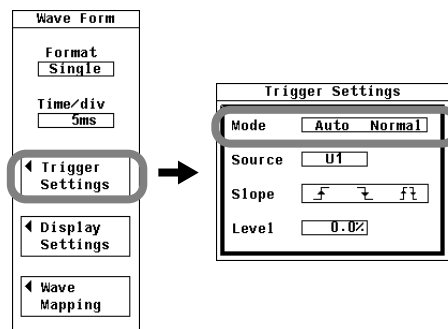 Wave Form
Format
Single
Time/div
5ms
Trigger
Settings
Display
Settings
Wave
Mapping
Trigger Settings
Mode Auto Normal
Source U1
Slope
Level 0.0%